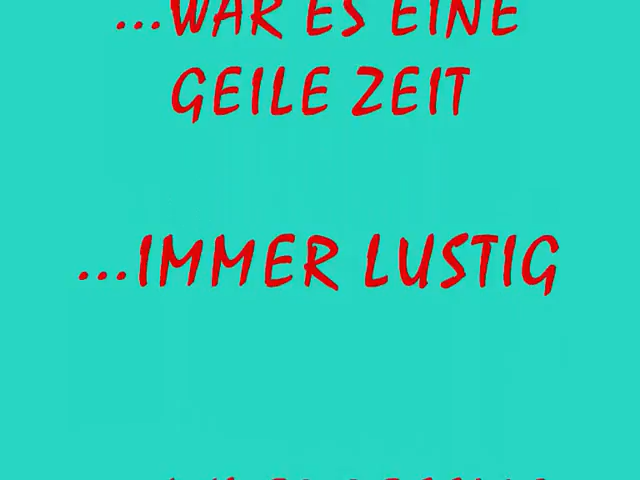 ...WAR ES EINE
GEILE ZEIT
...IMMER LUSTIG